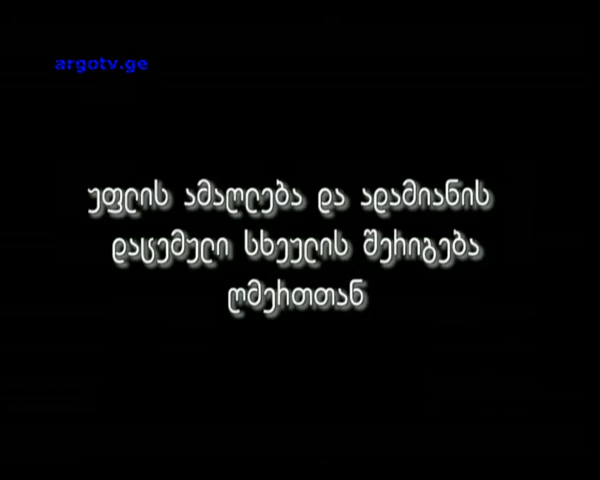 argotv.ge
უფლის ამაღლება და ადამიანის
დაცემული სხეულის შერიგება
ღმერთთან